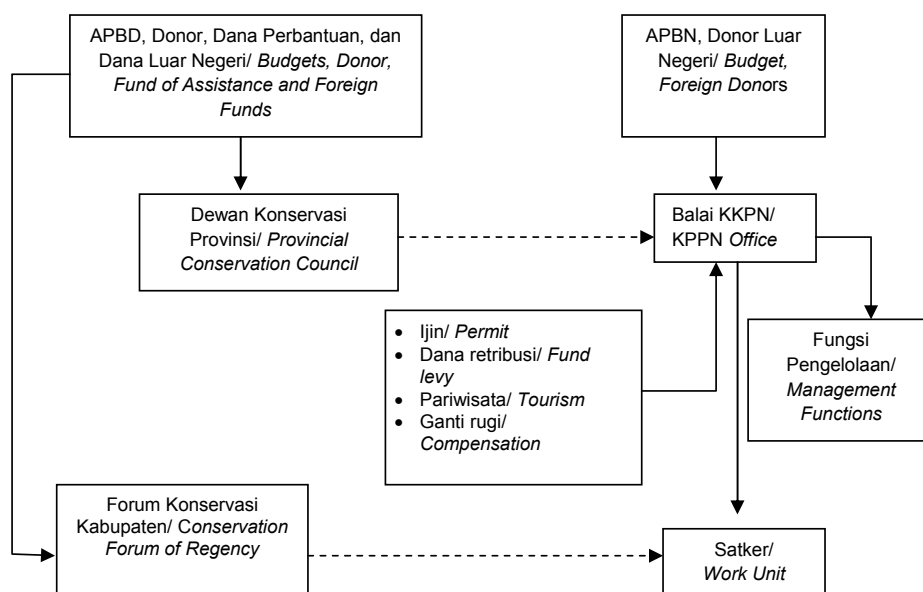 APBD, Donor, Dana Perbantuan, dan
Dana Luar Negeri/ Budgets, Donor,
Fund of Assistance and Foreign
Funds
APBN, Donor Luar
Negeri/ Budget,
Foreign Donors
Dewan Konservasi
Provinsi/ Provincial
Conservation Council
Balai KKPN/
KPPN Office
• Ijin/ Permit
• Dana retribusi/ Fund
levy
• Pariwisata/ Tourism
• Ganti rugi/
Compensation
Fungsi
Pengelolaan/
Management
Functions
Forum Konservasi
Kabupaten/ Conservation
Forum of Regency
Satker/
Work Unit